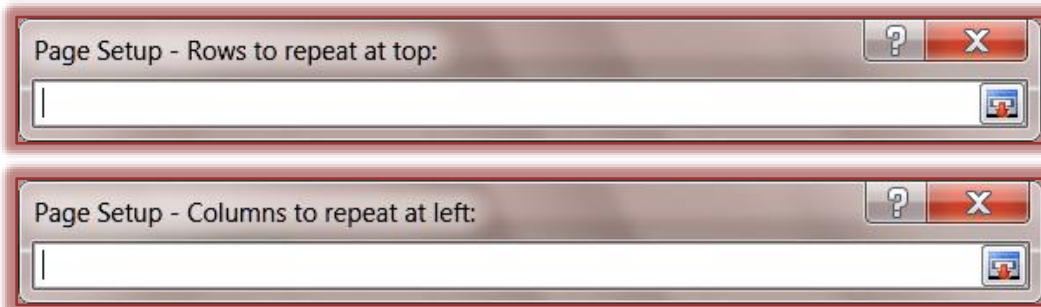 Page Setup - Rows to repeat at top:
Page Setup - Columns to repeat at left: